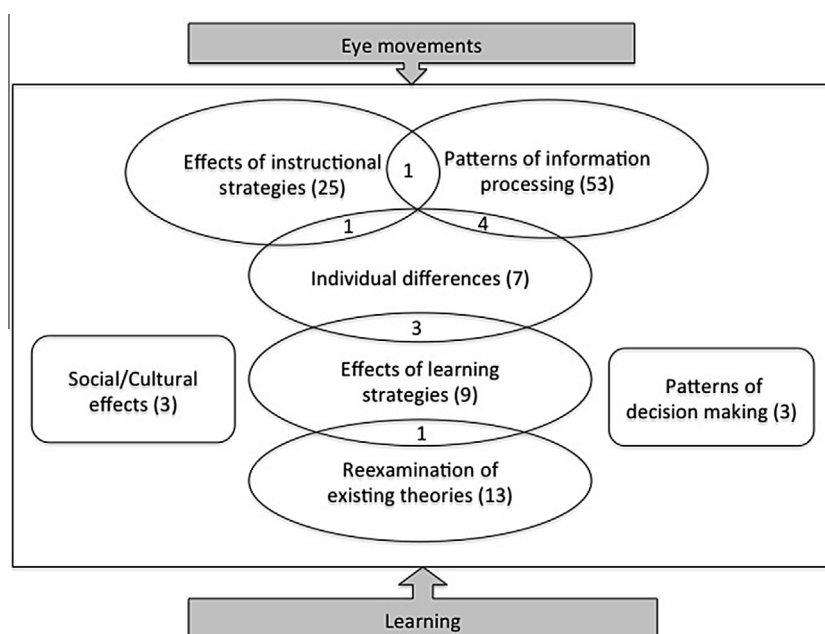 Eye movements
Effects of instructional
strategies (25)
1
Patterns of information
processing (53)
1
4
Individual differences (7)
3
Social/Cultural
effects (3)
Effects of learning
strategies (9)
Patterns of
decision making (3)
1
Reexamination of
existing theories (13)
Learning